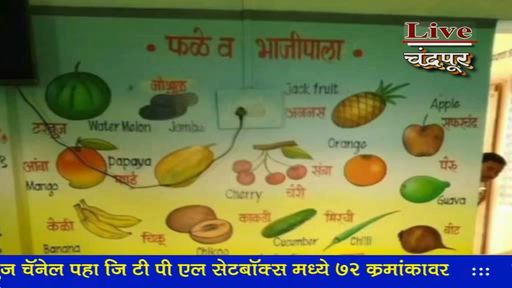 Live
चंद्रपूर
• फळे व भाजीपाला •
टरबुज Water Melon
Jambu
Jack fruit
अननस
Apple
सफरचंद
आंबा
Mango
papaya
Cherry चेरी
Orange
संत्रा
पेरू
Guava
केळी
Banana
चिकू
Chikoo
काकडी
Cucumber
मिरची
Chilli
बीट
ज चॅनेल पहा जि टी पी एल सेटबॉक्स मध्ये ७२ क्रमांकावर :::